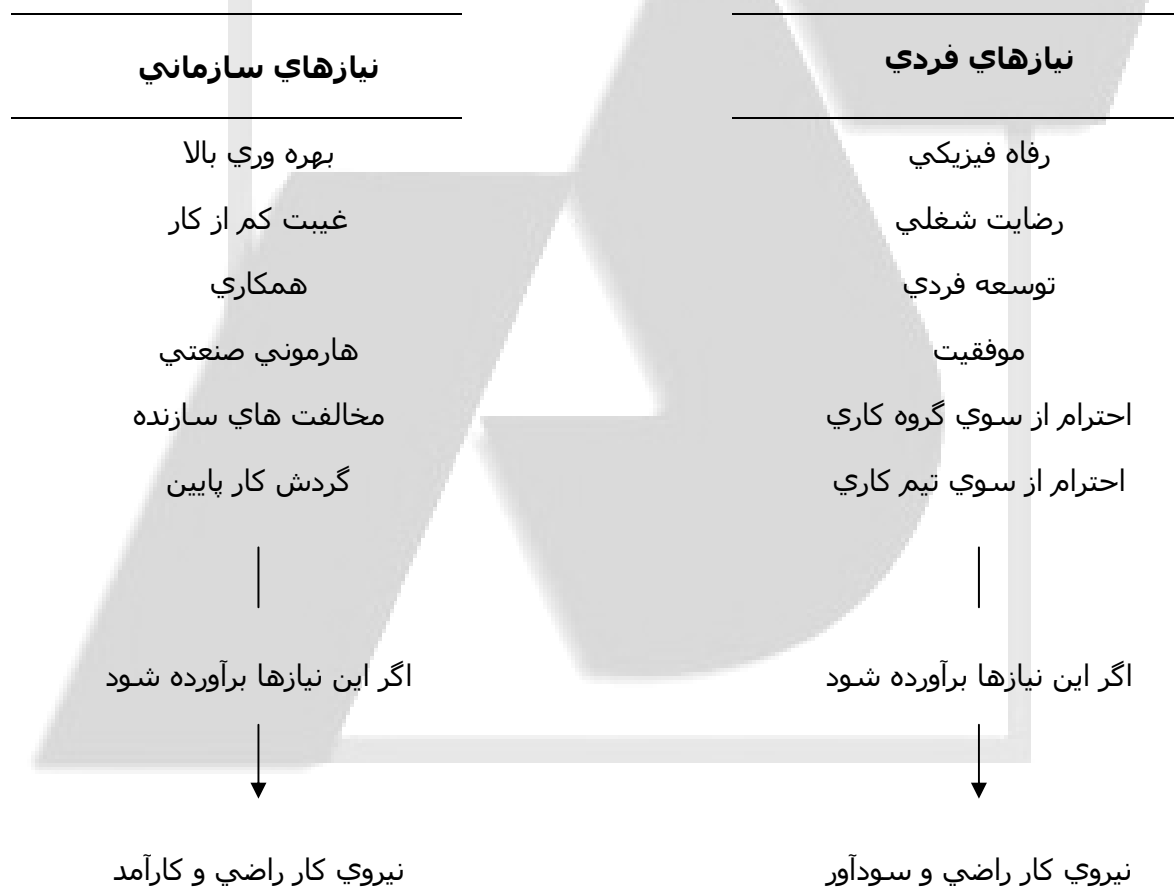 نيازهاي فردي
رفاه فيزيكي
رضايت شغلي
توسعه فردي
موفقيت
احترام از سوي گروه كاري
احترام از سوي تيم كاري
اگر اين نيازها برآورده شود
نيروي كار راضي و سودآور
نيازهاي سازماني
بهره وري بالا
غيبت كم از كار
همكاري
هارموني صنعتي
مخالفت هاي سازنده
گردش كار پايين
اگر اين نيازها برآورده شود
نيروي كار راضي و كارآمد